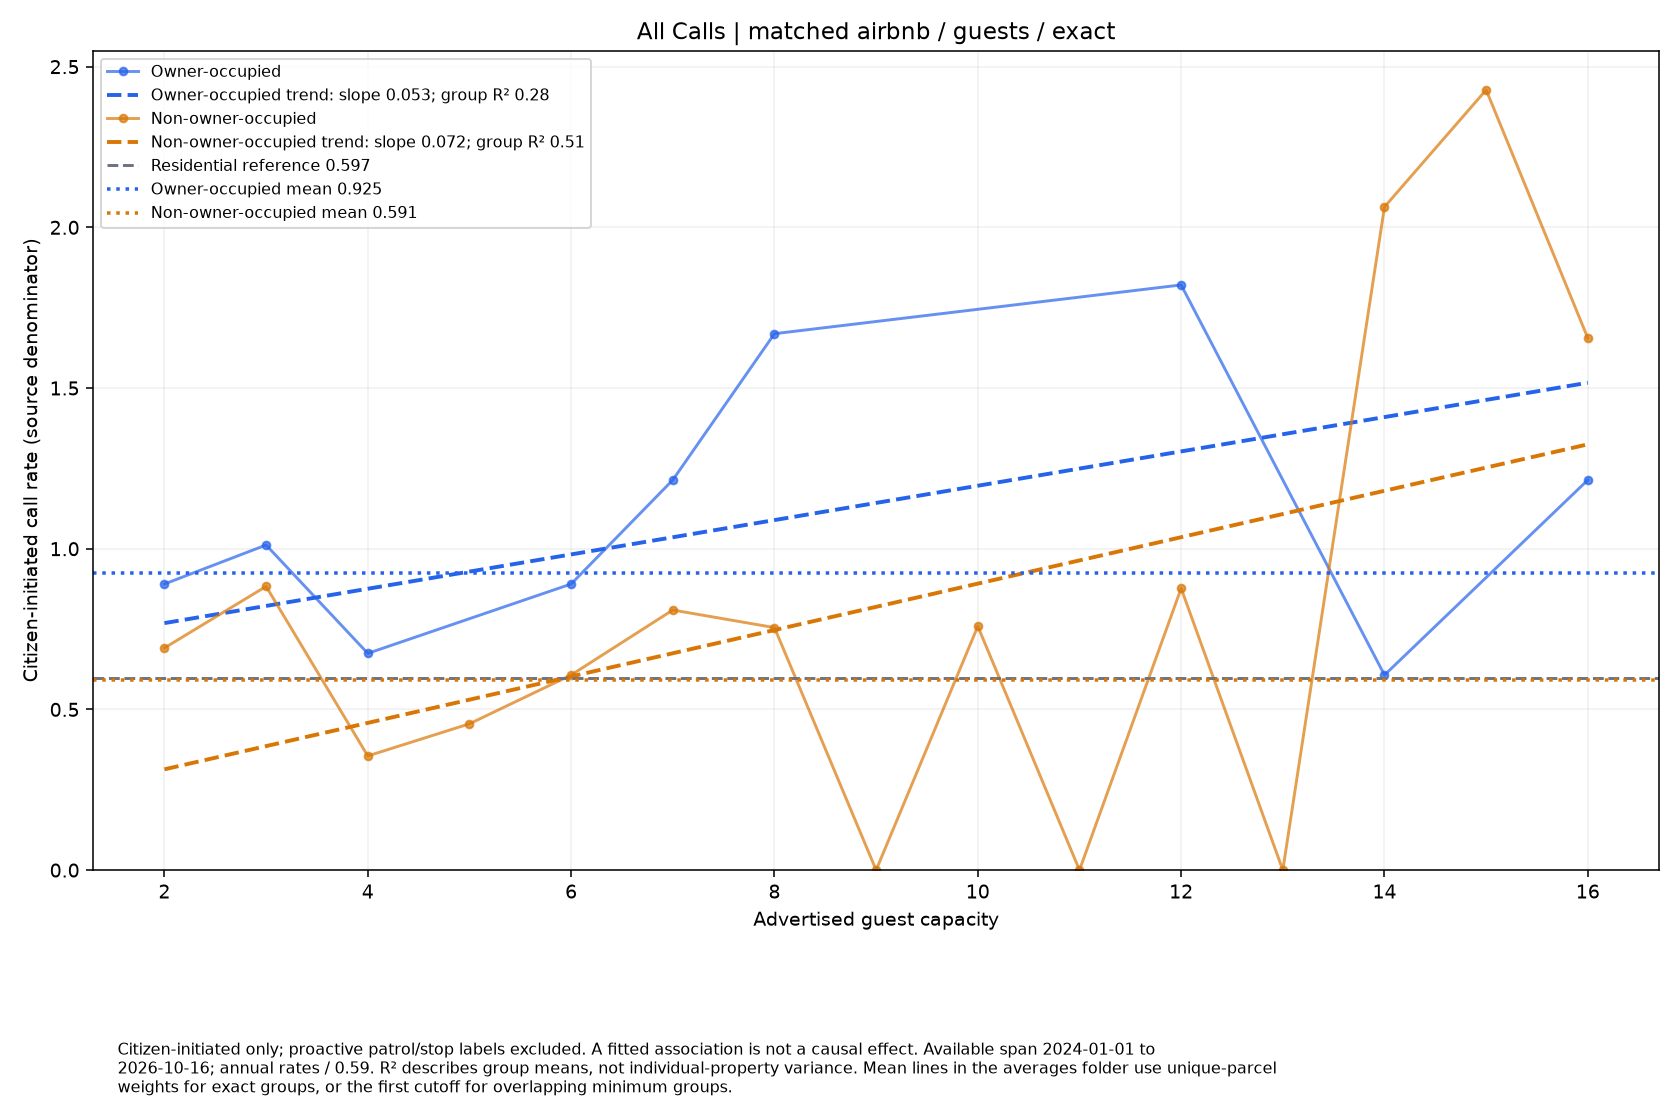 All Calls | matched airbnb / guests / exact
Owner-occupied
Owner-occupied trend: slope 0.053; group R² 0.28
Non-owner-occupied
Non-owner-occupied trend: slope 0.072; group R² 0.51
Residential reference 0.597
Owner-occupied mean 0.925
Non-owner-occupied mean 0.591
Citizen-initiated call rate (source denominator)
2.5
2.0
1.5
1.0
0.5
0.0
2 4 6 8 10 12 14 16
Advertised guest capacity
Citizen-initiated only; proactive patrol/stop labels excluded. A fitted association is not a causal effect. Available span 2024-01-01 to
2026-10-16; annual rates / 0.59. R² describes group means, not individual-property variance. Mean lines in the averages folder use unique-parcel
weights for exact groups, or the first cutoff for overlapping minimum groups.